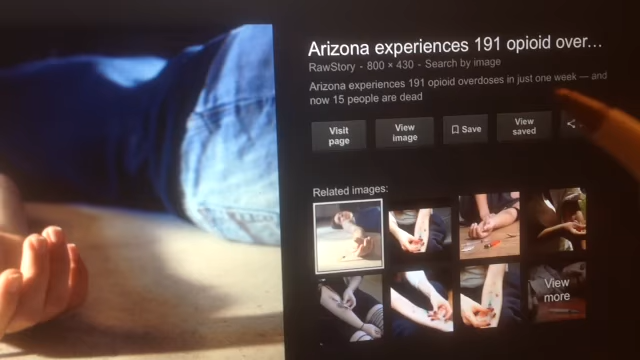 Arizona experiences 191 opioid over...
RawStory - 800 × 430 - Search by image
Arizona experiences 191 opioid overdoses in just one week — and
now 15 people are dead
Visit page
View image
Save
View saved
Related images:
View more